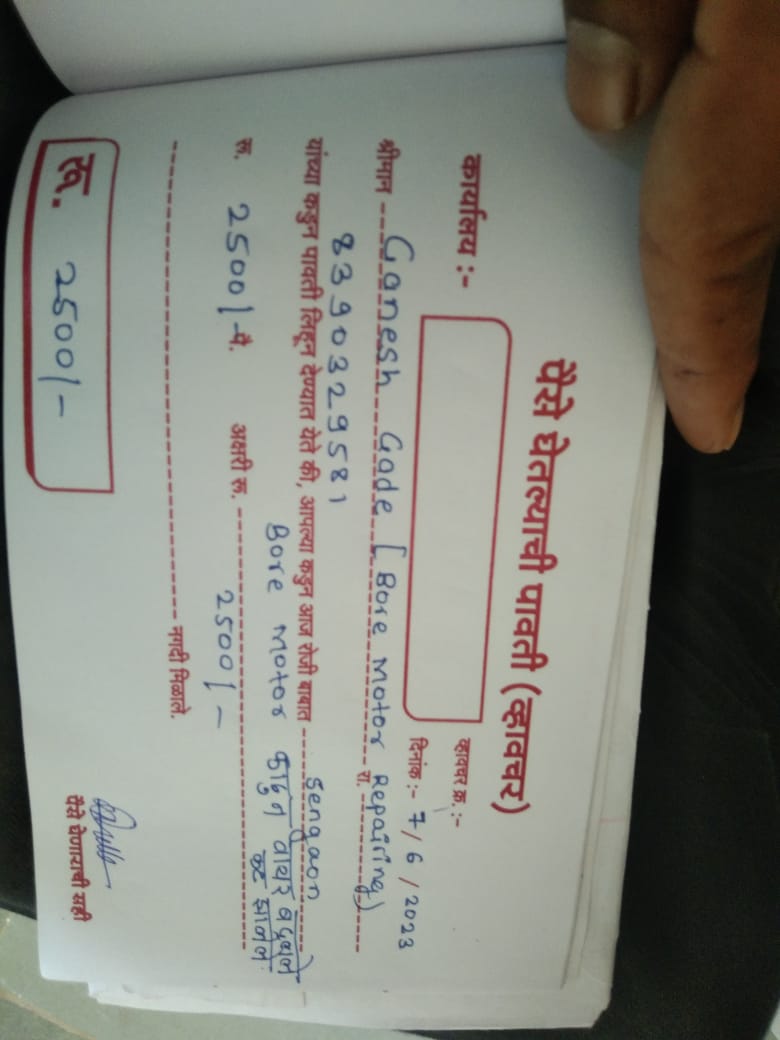 पैसे घेतल्याची पावती (व्हावचर)
कार्यालय :-
व्हावचर क्र. :-
दिनांक :- 7/6/2023
श्रीमान Ganesh Gade [Bore Motor Repairing) रा.
8390329581
यांच्या कडुन पावती लिहून देण्यात येते की, आपल्या कडुन आज रोजी बाबत Sengaon
Bore Motor काढुन वायर
रु. 2500/- पै. अक्षरी रु. 2500/-
नगदी मिळाले.
रू. 2500/-
पैसे घेणाराची सही